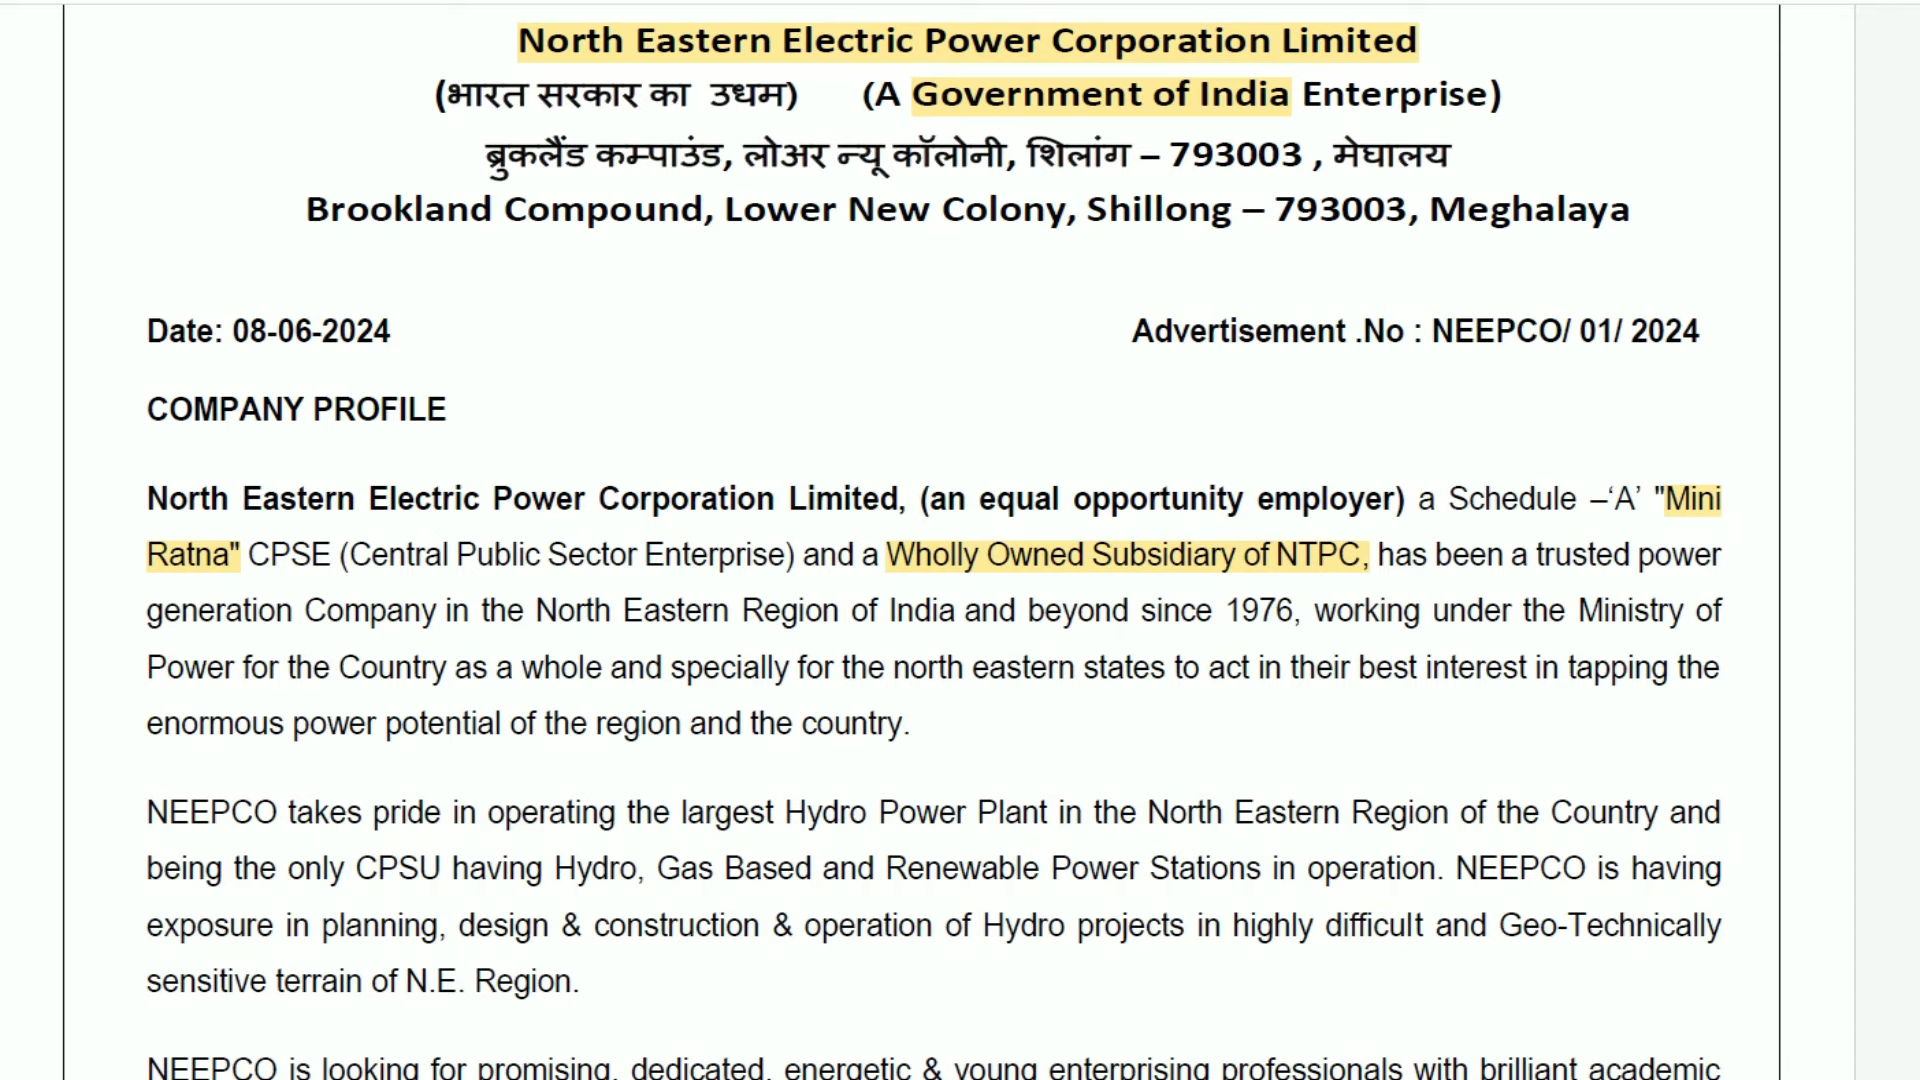 North Eastern Electric Power Corporation Limited
(भारत सरकार का उधम) (A Government of India Enterprise)
ब्रुकलैंड कम्पाउंड, लोअर न्यू कॉलोनी, शिलांग – 793003 , मेघालय
Brookland Compound, Lower New Colony, Shillong – 793003, Meghalaya
Date: 08-06-2024 Advertisement .No : NEEPCO/ 01/ 2024
COMPANY PROFILE
North Eastern Electric Power Corporation Limited, (an equal opportunity employer) a Schedule –‘A’ "Mini
Ratna" CPSE (Central Public Sector Enterprise) and a Wholly Owned Subsidiary of NTPC, has been a trusted power
generation Company in the North Eastern Region of India and beyond since 1976, working under the Ministry of
Power for the Country as a whole and specially for the north eastern states to act in their best interest in tapping the
enormous power potential of the region and the country.
NEEPCO takes pride in operating the largest Hydro Power Plant in the North Eastern Region of the Country and
being the only CPSU having Hydro, Gas Based and Renewable Power Stations in operation. NEEPCO is having
exposure in planning, design & construction & operation of Hydro projects in highly difficult and Geo-Technically
sensitive terrain of N.E. Region.
NEEPCO is looking for promising, dedicated, energetic & young enterprising professionals with brilliant academic